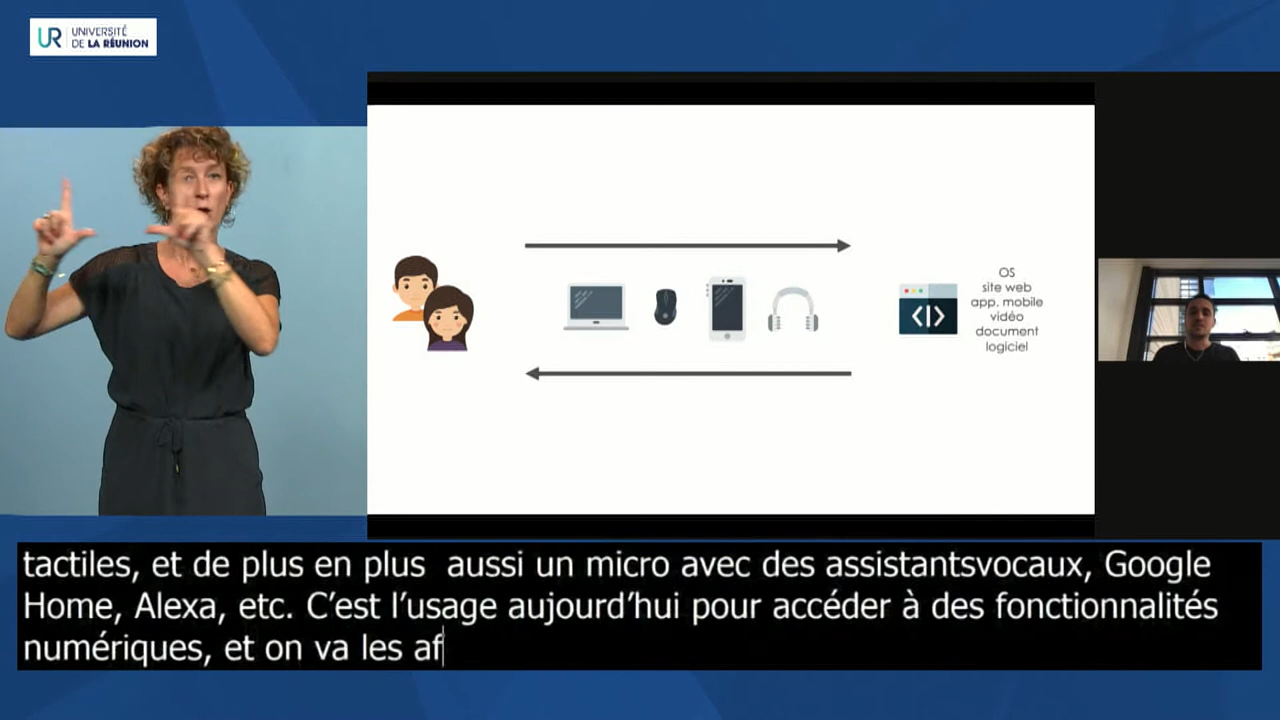 UR UNIVERSITÉ
DE LA RÉUNION
OS
site web
app. mobile
vidéo
document
logiciel
tactiles, et de plus en plus  aussi un micro avec des assistantsvocaux, Google
Home, Alexa, etc. C’est l’usage aujourd’hui pour accéder à des fonctionnalités
numériques, et on va les af